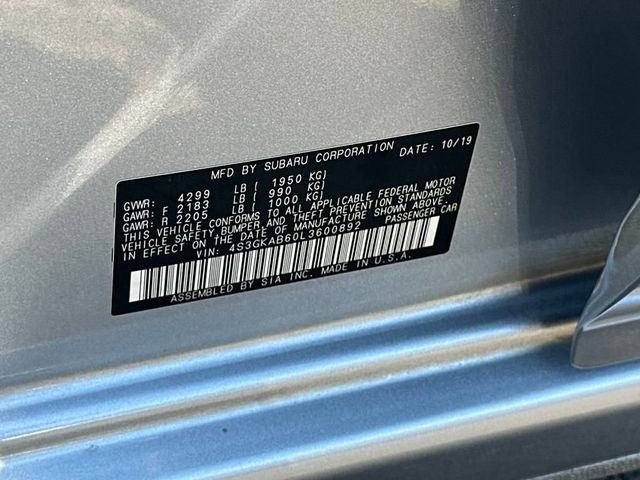 MFD BY SUBARU CORPORATION DATE: 10/19
GVWR: 4299 LB ( 1950 KG)
GAWR: F 2183 LB ( 990 KG)
GAWR: R 2205 LB ( 1000 KG)
THIS VEHICLE CONFORMS TO ALL APPLICABLE FEDERAL MOTOR
VEHICLE SAFETY, BUMPER, AND THEFT PREVENTION STANDARDS
IN EFFECT ON THE DATE OF MANUFACTURE SHOWN ABOVE.
VIN: 4S3GKAB60L3600892 PASSENGER CAR
ASSEMBLED BY SIA INC. MADE IN U.S.A.